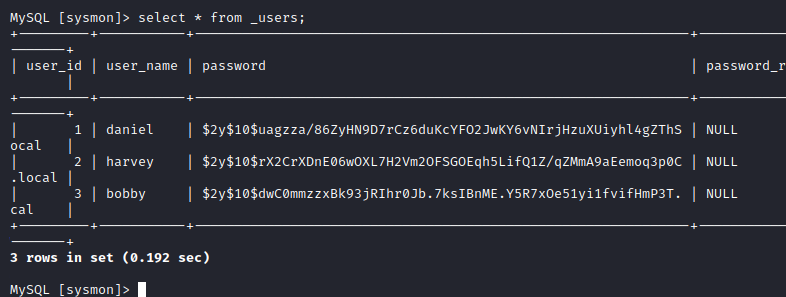 MySQL [sysmon]> select * from _users;
+---------+-----------+--------------------------------------------------------------+-----------
-------+
| user_id | user_name | password                                                     | password_r
       |
+---------+-----------+--------------------------------------------------------------+-----------
-------+
|       1 | daniel    | $2y$10$uagzza/86ZyHN9D7rCz6duKcYFO2JwKY6vNIrjHzuXUiyhl4gZThS | NULL
ocal   |
|       2 | harvey    | $2y$10$rX2CrXDnE06wOXL7H2Vm2OFSGOEqh5LifQ1Z/qZMmA9aEemoq3p0C | NULL
.local |
|       3 | bobby     | $2y$10$dwC0mmzzxBk93jRIhr0Jb.7ksIBnME.Y5R7xOe51yi1fvifHmP3T. | NULL
cal    |
+---------+-----------+--------------------------------------------------------------+-----------
-------+
3 rows in set (0.192 sec)
MySQL [sysmon]>